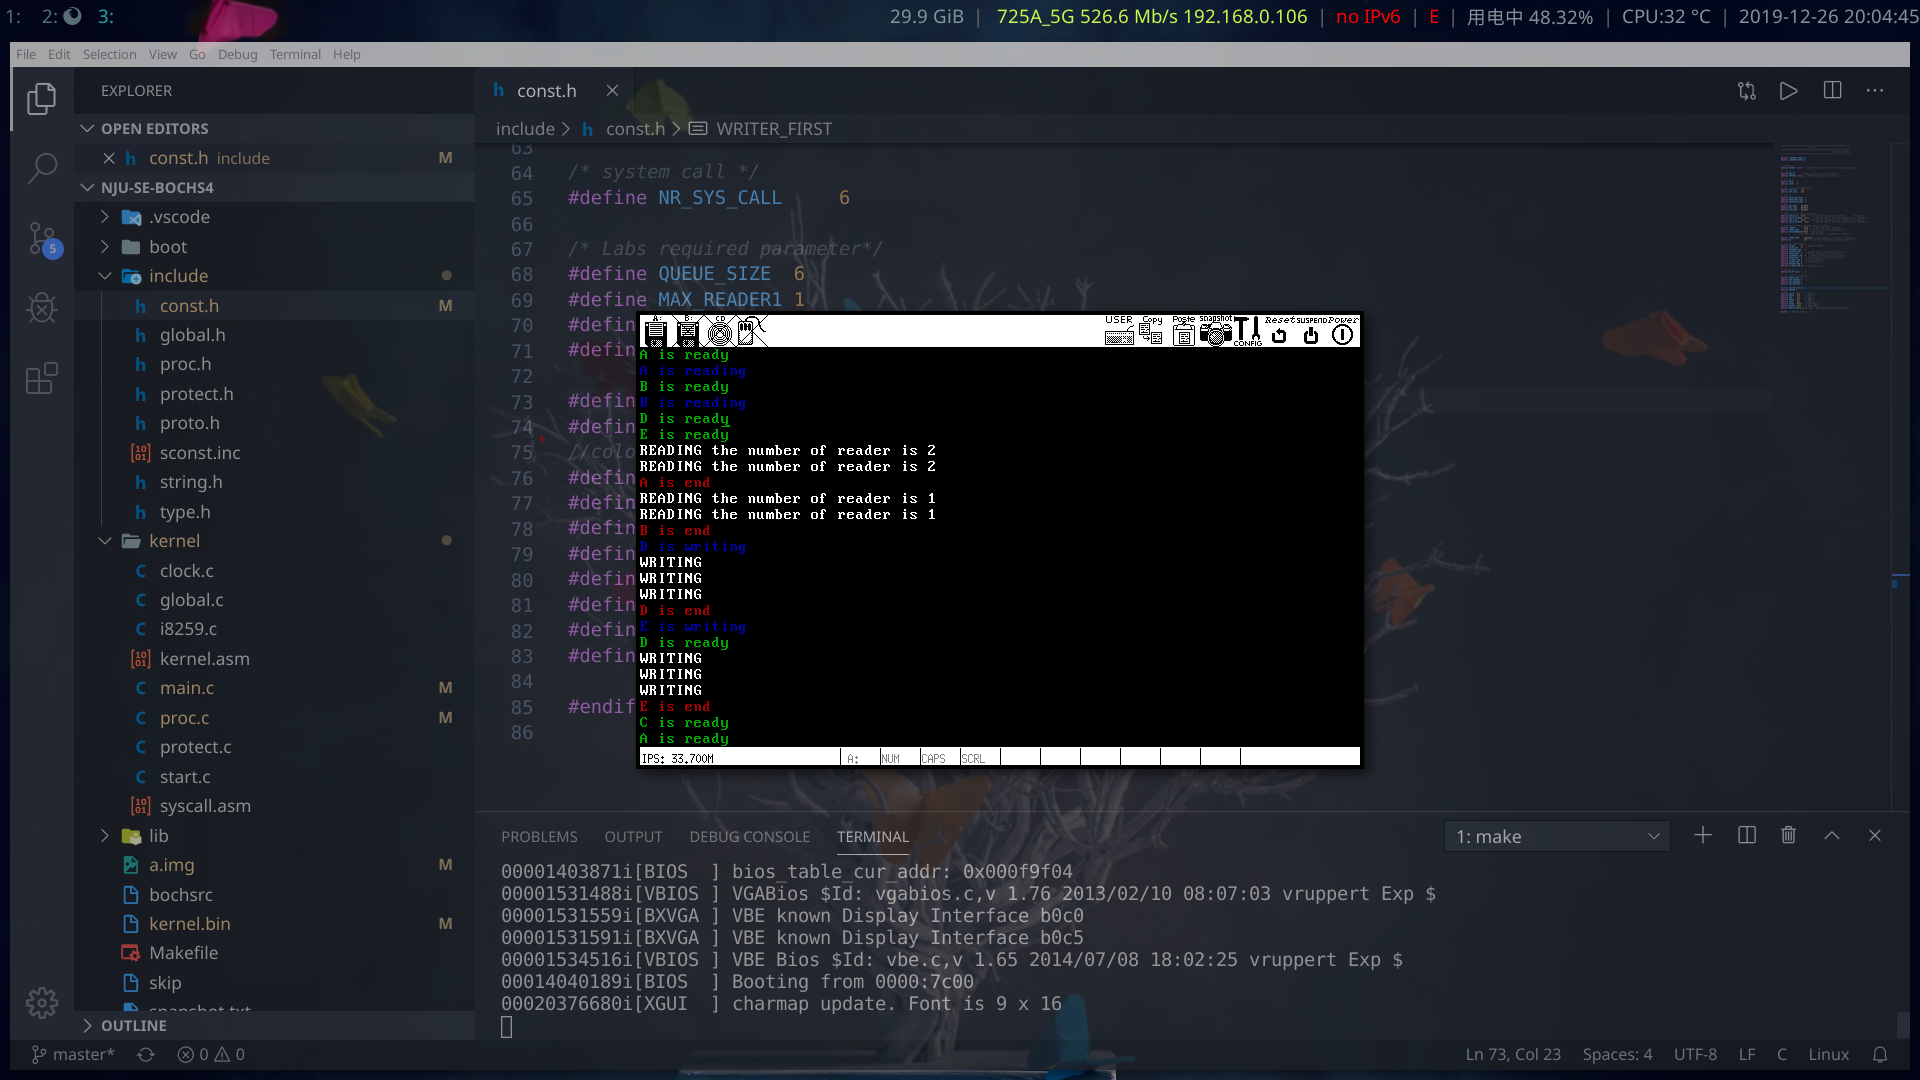 1: 2: 3: 29.9 GiB | 725A_5G 526.6 Mb/s 192.168.0.106 | no IPv6 | E | 用电中 48.32% | CPU:32 °C | 2019-12-26 20:04:45
File Edit Selection View Go Debug Terminal Help
EXPLORER
OPEN EDITORS
const.h include M
NJU-SE-BOCHS4
.vscode
boot
include
const.h M
global.h
proc.h
protect.h
proto.h
sconst.inc
string.h
type.h
kernel
clock.c
global.c
i8259.c
kernel.asm
main.c M
proc.c M
protect.c
start.c
syscall.asm
lib
a.img M
bochsrc
kernel.bin M
Makefile
skip
snapshot.txt
OUTLINE
5
const.h
include > const.h > WRITER_FIRST
63
64 /* system call */
65 #define NR_SYS_CALL 6
66
67 /* Labs required parameter*/
68 #define QUEUE_SIZE 6
69 #define MAX_READER1 1
70 #defin
71 #defin
72
73 #defin
74 #defin
75 //colo
76 #defin
77 #defin
78 #defin
79 #defin
80 #defin
81 #defin
82 #defin
83 #defin
84
85 #endif
86
A: B: CD USER Copy Paste snapshot CONFIG Reset SUSPEND Power
A is ready
A is reading
B is ready
D is ready
E is ready
READING the number of reader is 2
READING the number of reader is 2
A is end
READING the number of reader is 1
READING the number of reader is 1
B is end
D is writing
WRITING
WRITING
WRITING
D is end
E is writing
D is ready
WRITING
WRITING
WRITING
E is end
C is ready
A is ready
IPS: 33.700M A: NUM CAPS SCRL
PROBLEMS OUTPUT DEBUG CONSOLE TERMINAL 1: make
00001403871i[BIOS ] bios_table_cur_addr: 0x000f9f04
00001531488i[VBIOS ] VGABios $Id: vgabios.c,v 1.76 2013/02/10 08:07:03 vruppert Exp $
00001531559i[BXVGA ] VBE known Display Interface b0c0
00001531591i[BXVGA ] VBE known Display Interface b0c5
00001534516i[VBIOS ] VBE Bios $Id: vbe.c,v 1.65 2014/07/08 18:02:25 vruppert Exp $
00014040189i[BIOS ] Booting from 0000:7c00
00020376680i[XGUI ] charmap update. Font is 9 x 16
master* 0 0 Ln 73, Col 23 Spaces: 4 UTF-8 LF C Linux